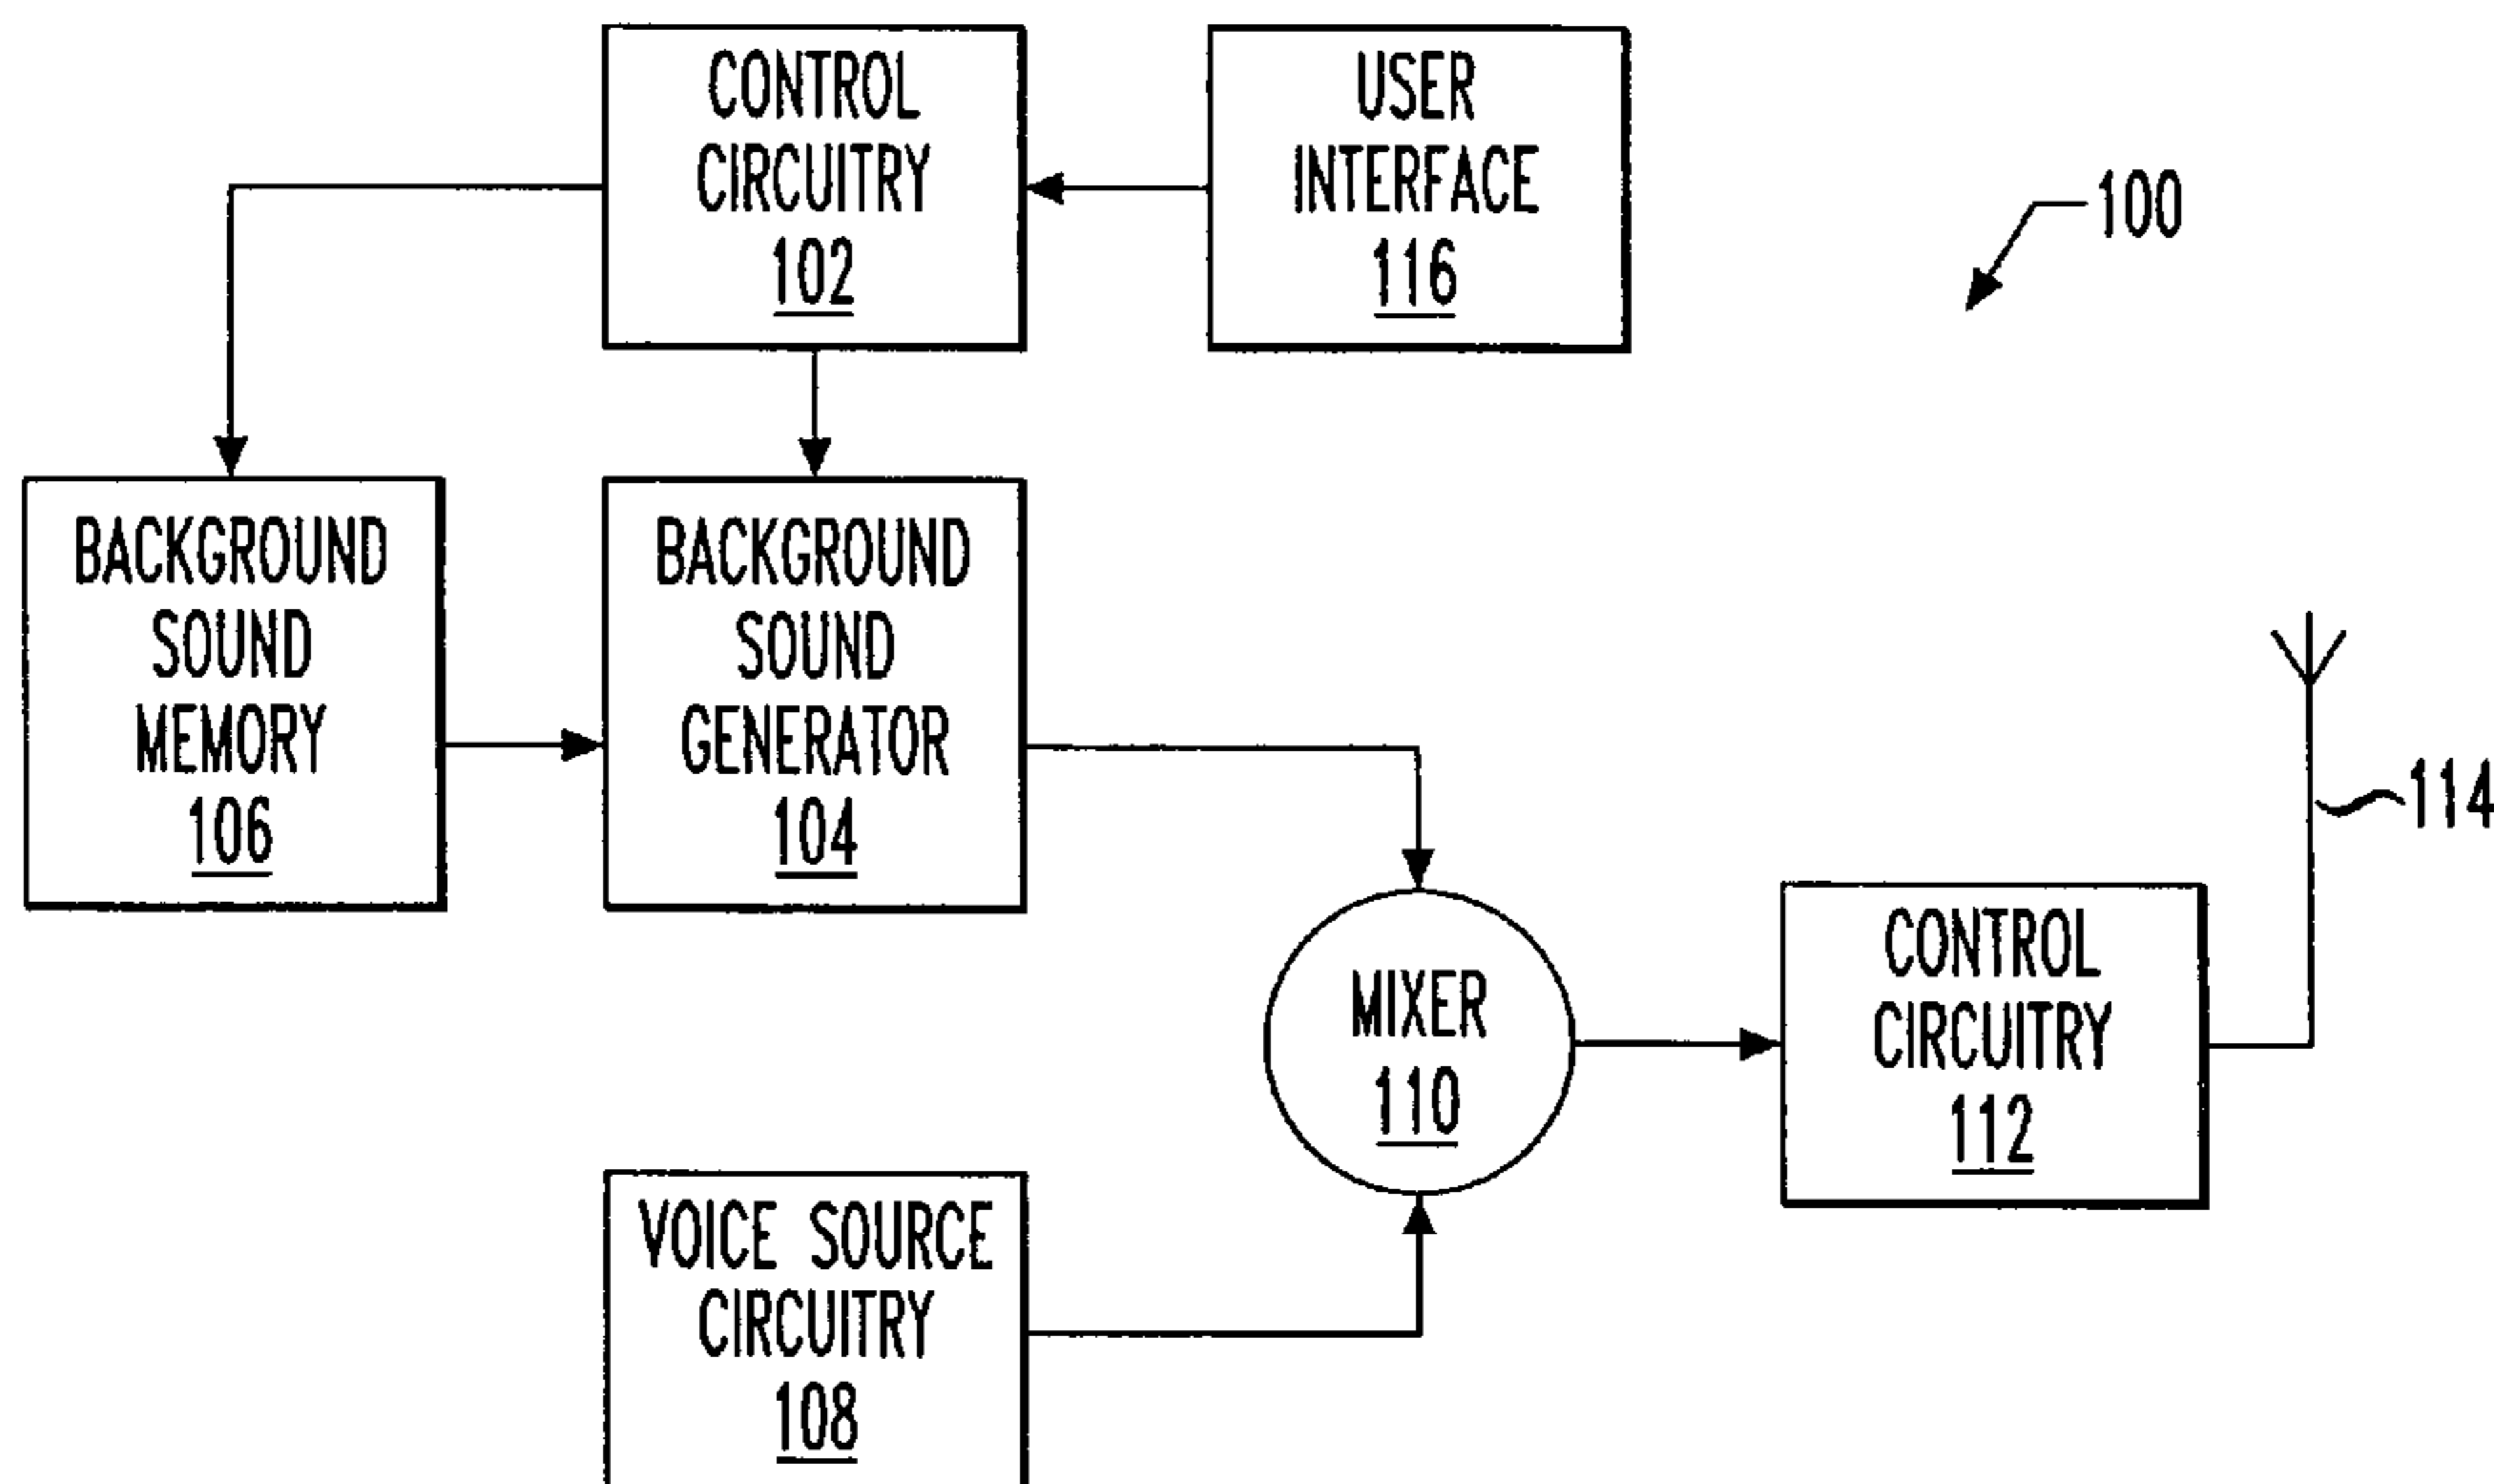 CONTROL
CIRCUITRY
102
USER
INTERFACE
116
100
BACKGROUND
SOUND
MEMORY
106
BACKGROUND
SOUND
GENERATOR
104
114
MIXER
110
CONTROL
CIRCUITRY
112
VOICE SOURCE
CIRCUITRY
108